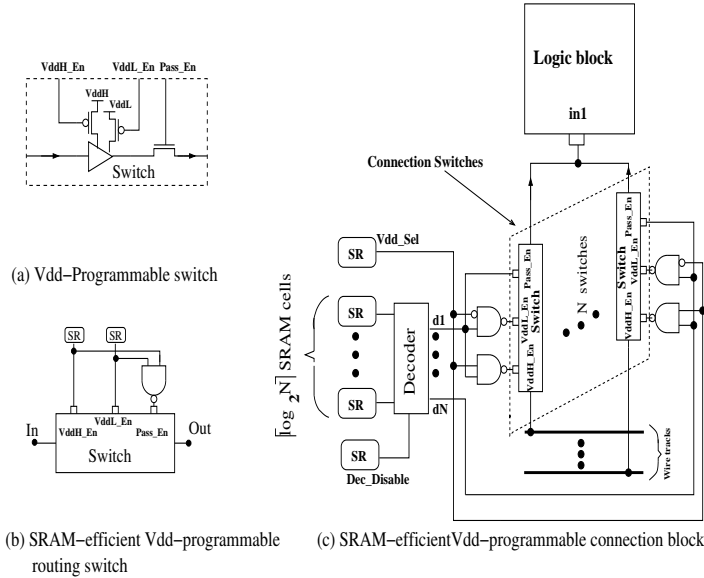 VddH_En
VddL_En
Pass_En
VddH
VddL
Switch
(a) Vdd–Programmable switch
SR
SR
VddL_En
VddH_En
Pass_En
In
Out
Switch
(b) SRAM–efficient Vdd–programmable
routing switch
Logic block
in1
Connection Switches
Vdd_Sel
SR
SR
SR
SR
Dec_Disable
⌈log 2 N⌉ SRAM cells
Decoder
d1
dN
Pass_En
VddL_En
VddH_En
Switch
N switches
Pass_En
VddL_En
VddH_En
Switch
Wire tracks
(c) SRAM–efficientVdd–programmable connection block